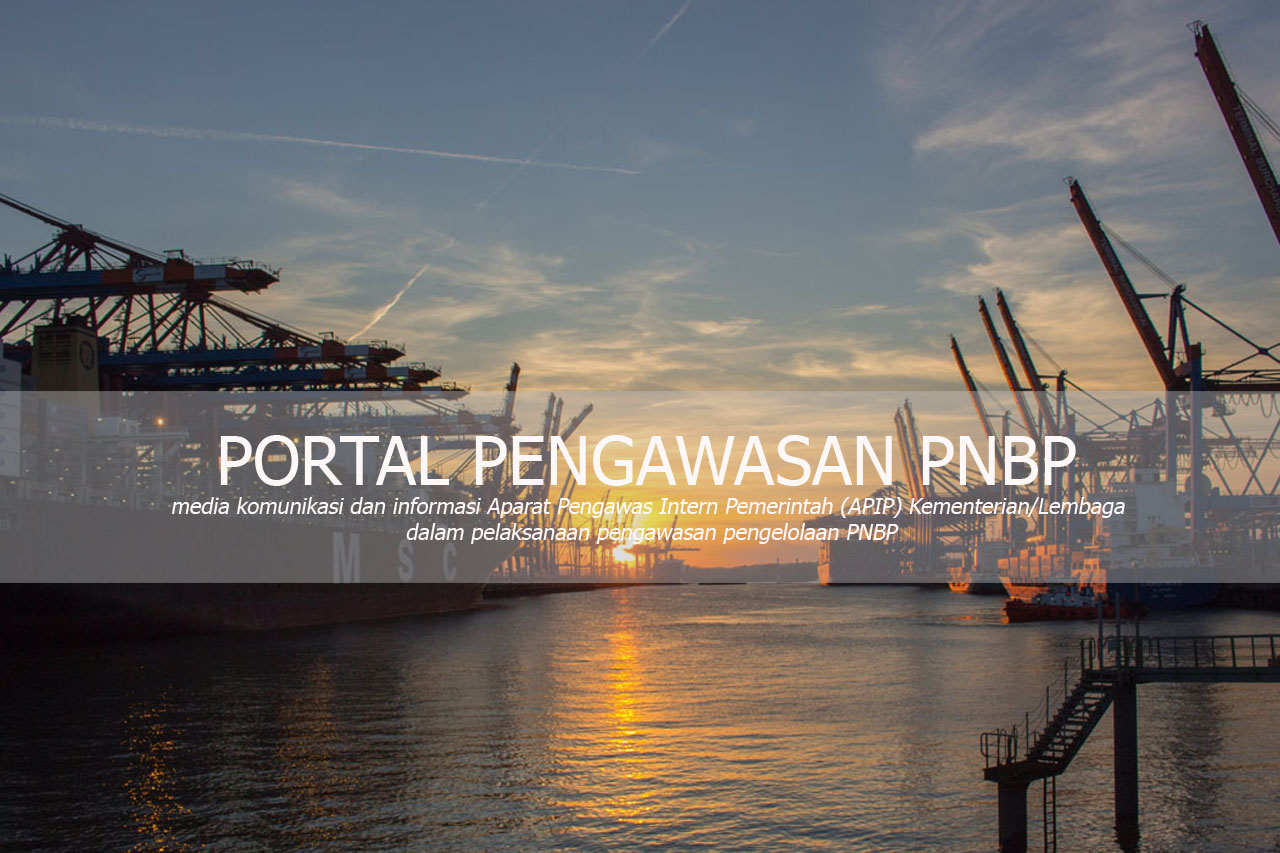 PORTAL PENGAWASAN PNBP
media komunikasi dan informasi Aparat Pengawas Intern Pemerintah (APIP) Kementerian/Lembaga
dalam pelaksanaan pengawasan pengelolaan PNBP
M S C